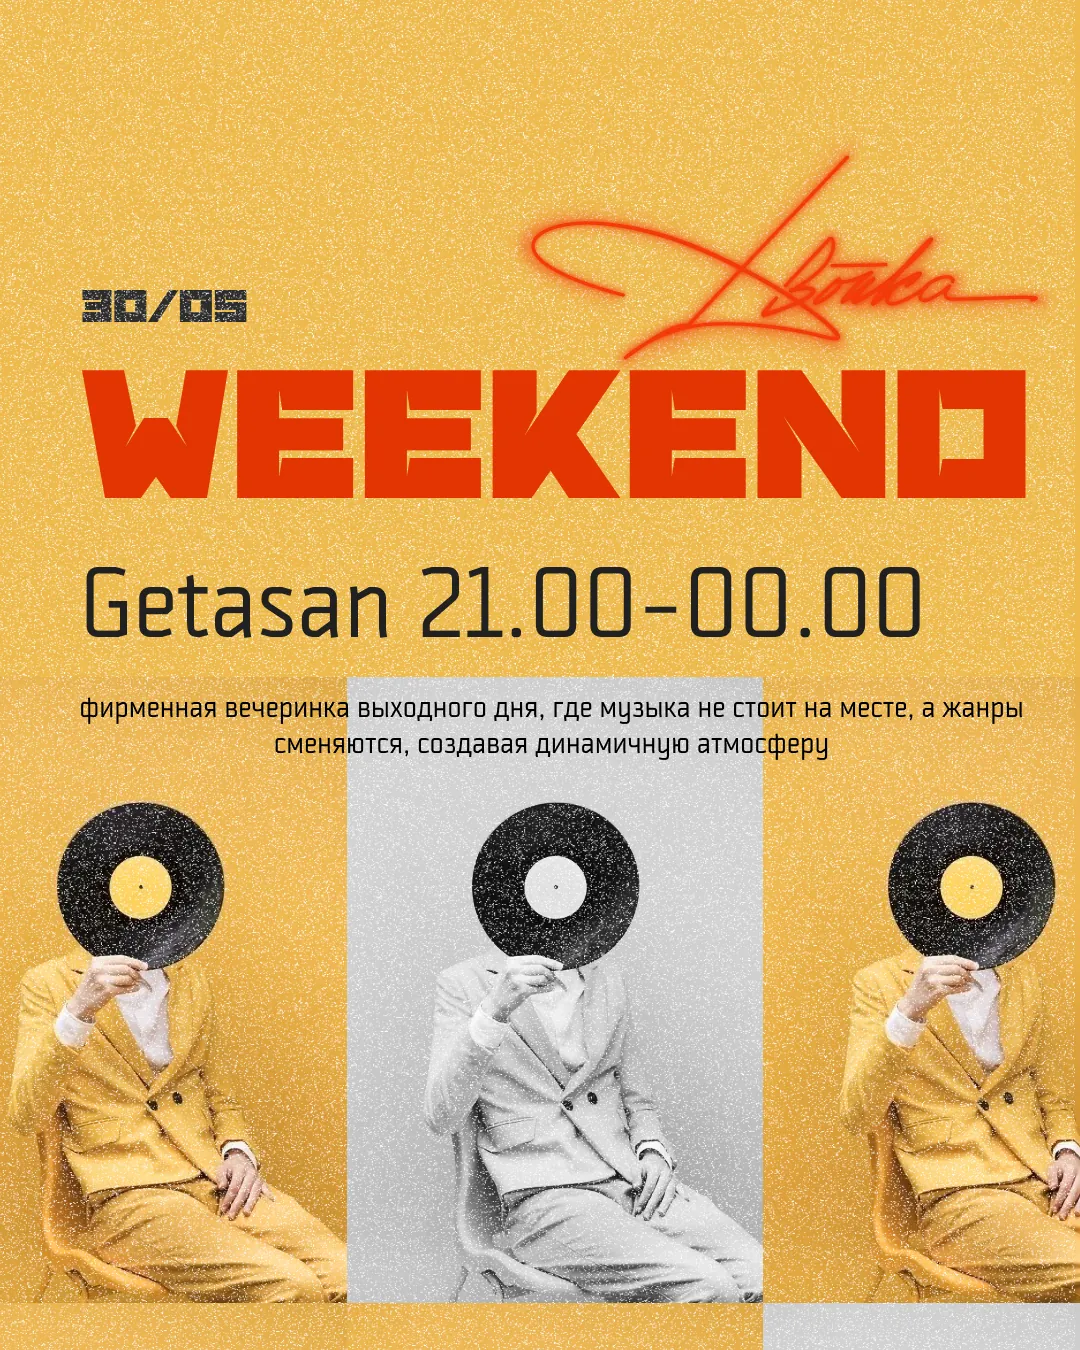 Двойка
30/05
WEEKEND
Getasan 21.00-00.00
фирменная вечеринка выходного дня, где музыка не стоит на месте, а жанры
сменяются, создавая динамичную атмосферу